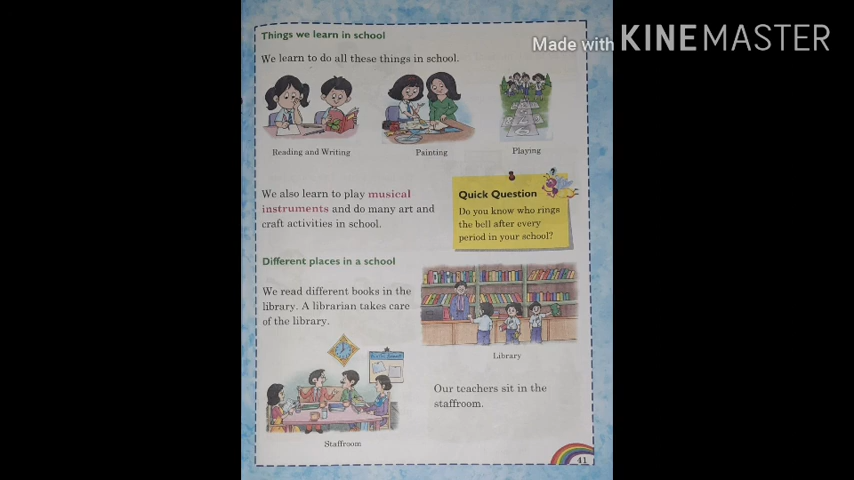 Made with KINEMASTER
Things we learn in school
We learn to do all these things in school.
Reading and Writing
Painting
Playing
We also learn to play musical
instruments and do many art and
craft activities in school.
Quick Question
Do you know who rings
the bell after every
period in your school?
Different places in a school
We read different books in the
library. A librarian takes care
of the library.
Library
Our teachers sit in the
staffroom.
Staffroom
41